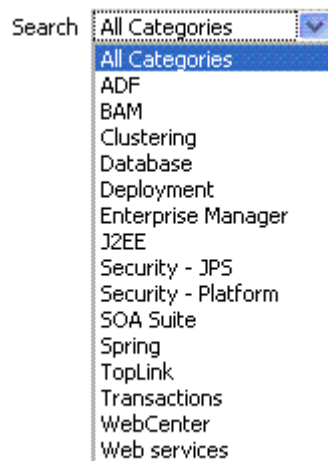 Search All Categories
All Categories
ADF
BAM
Clustering
Database
Deployment
Enterprise Manager
J2EE
Security - JPS
Security - Platform
SOA Suite
Spring
TopLink
Transactions
WebCenter
Web services